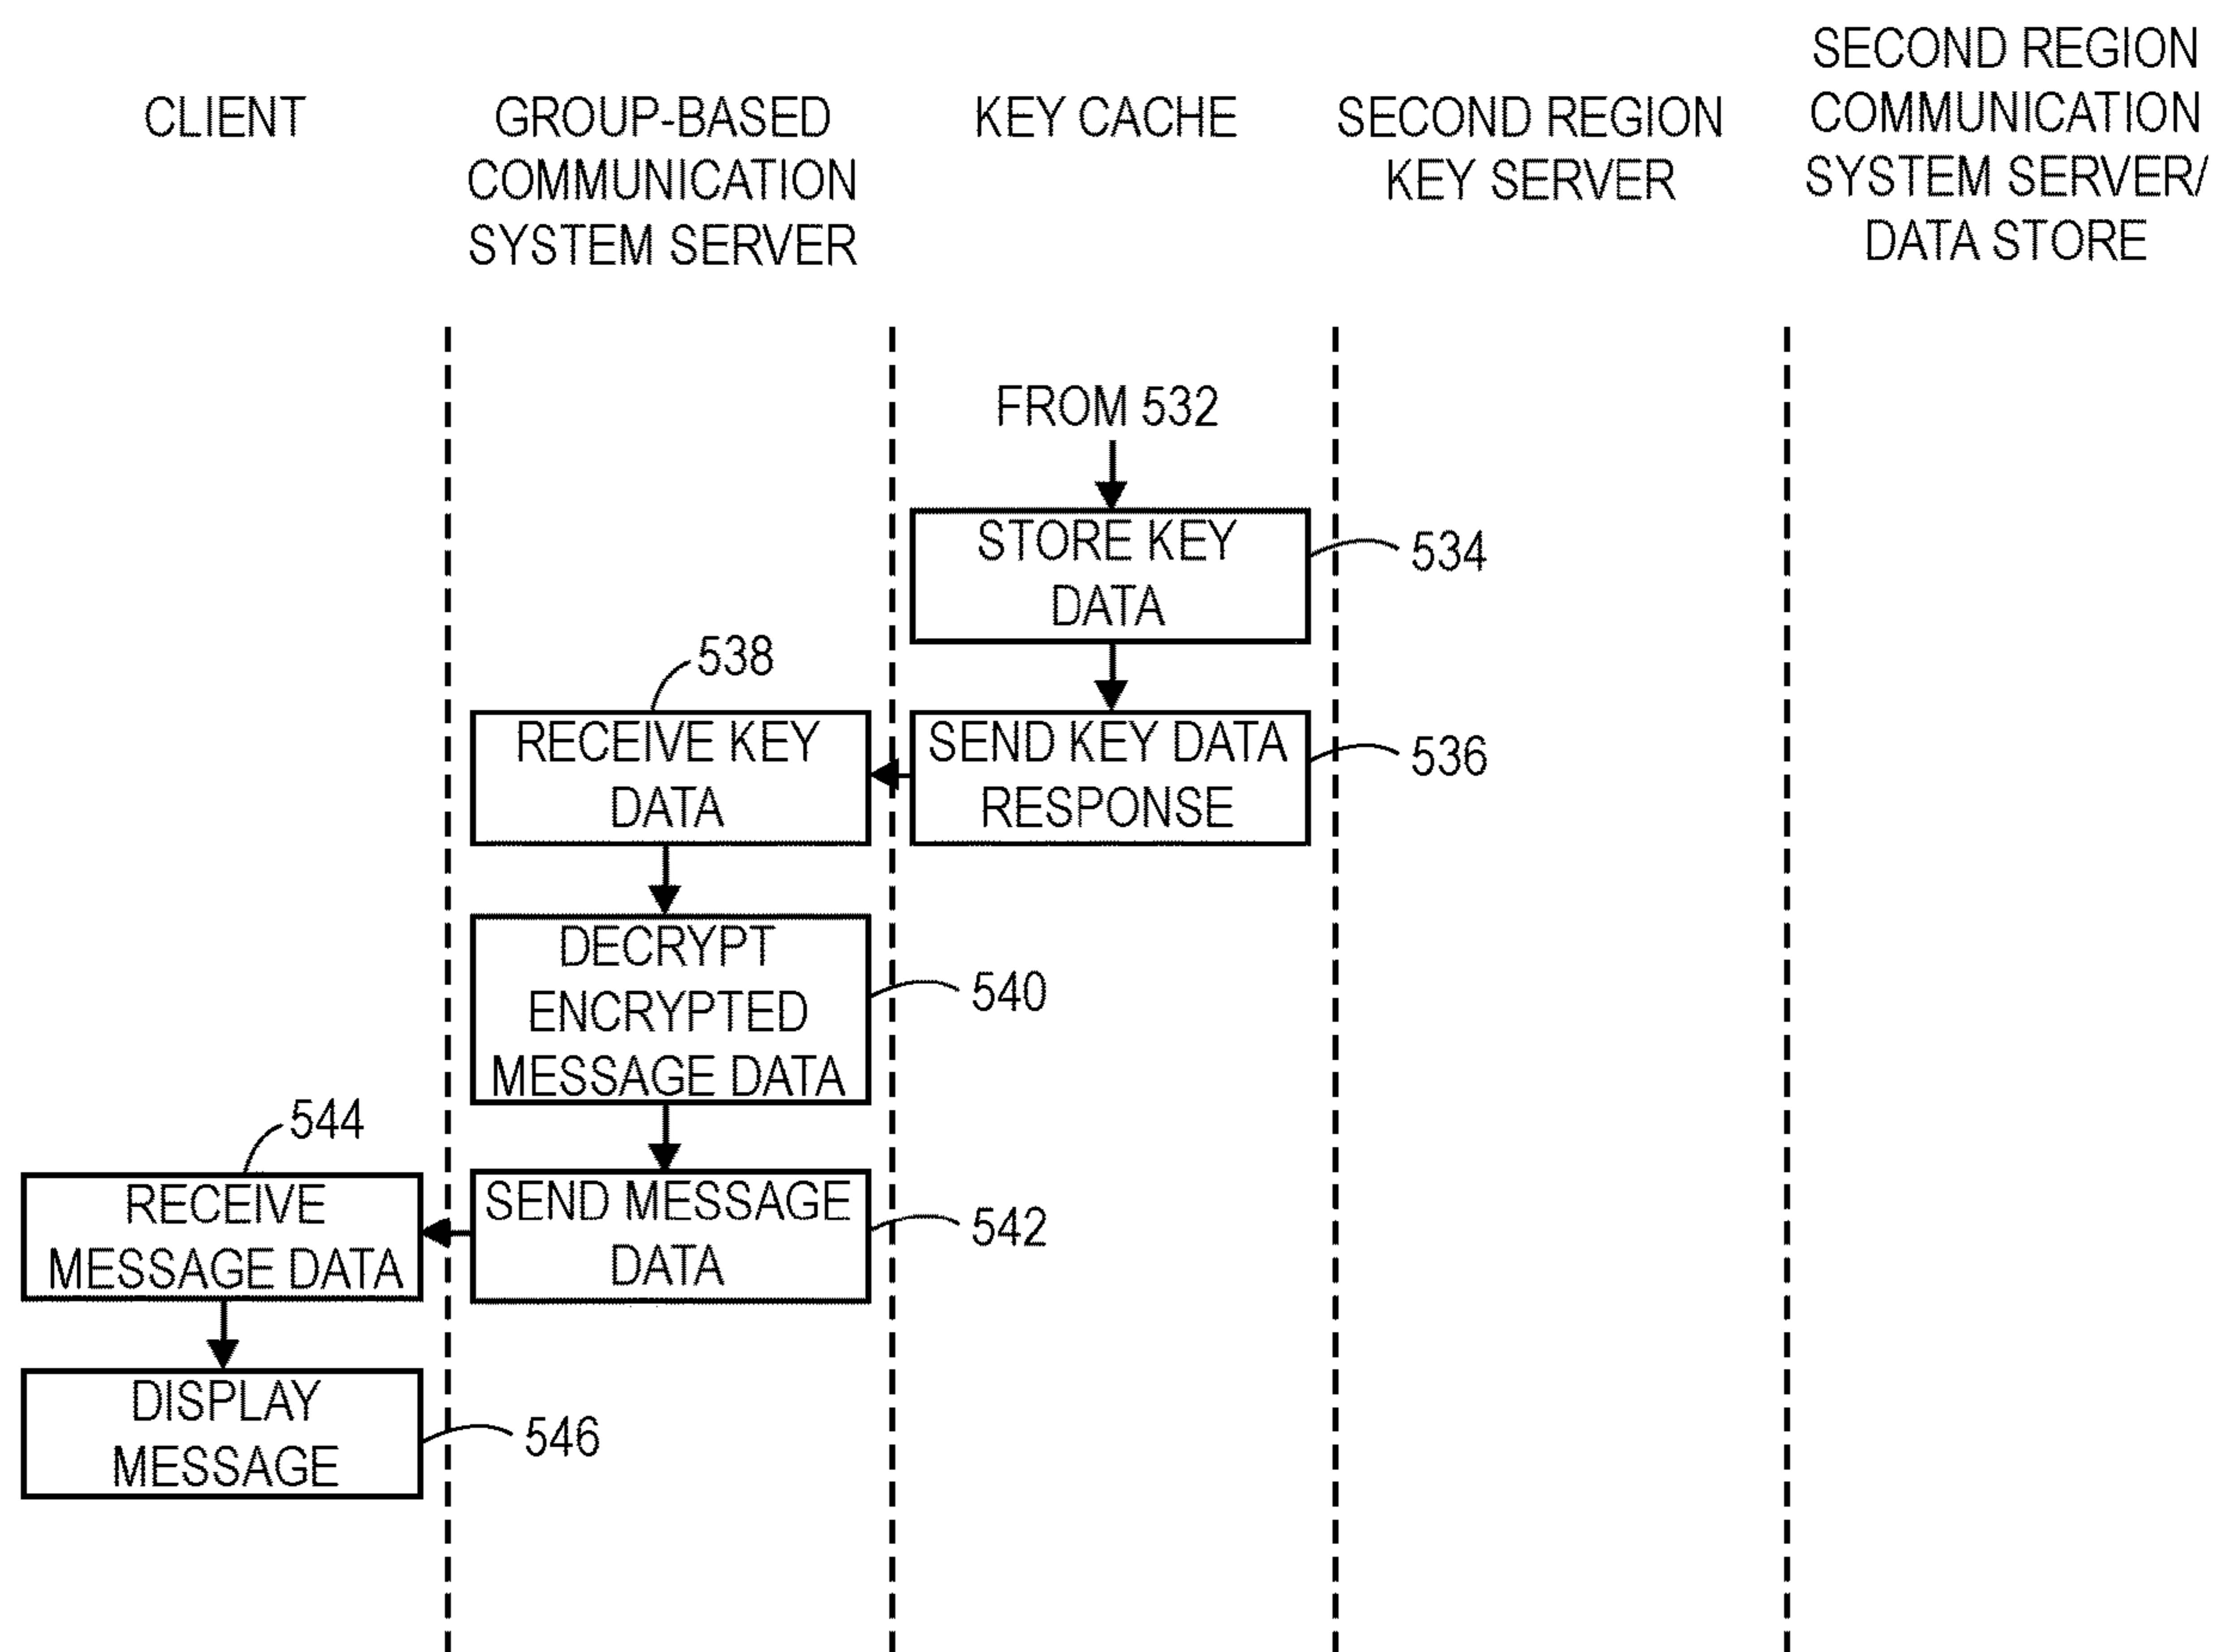 CLIENT
GROUP-BASED
COMMUNICATION
SYSTEM SERVER
KEY CACHE
SECOND REGION
KEY SERVER
SECOND REGION
COMMUNICATION
SYSTEM SERVER/
DATA STORE
FROM 532
STORE KEY
DATA
534
538
RECEIVE KEY
DATA
SEND KEY DATA
RESPONSE
536
DECRYPT
ENCRYPTED
MESSAGE DATA
540
544
RECEIVE
MESSAGE DATA
SEND MESSAGE
DATA
542
DISPLAY
MESSAGE
546